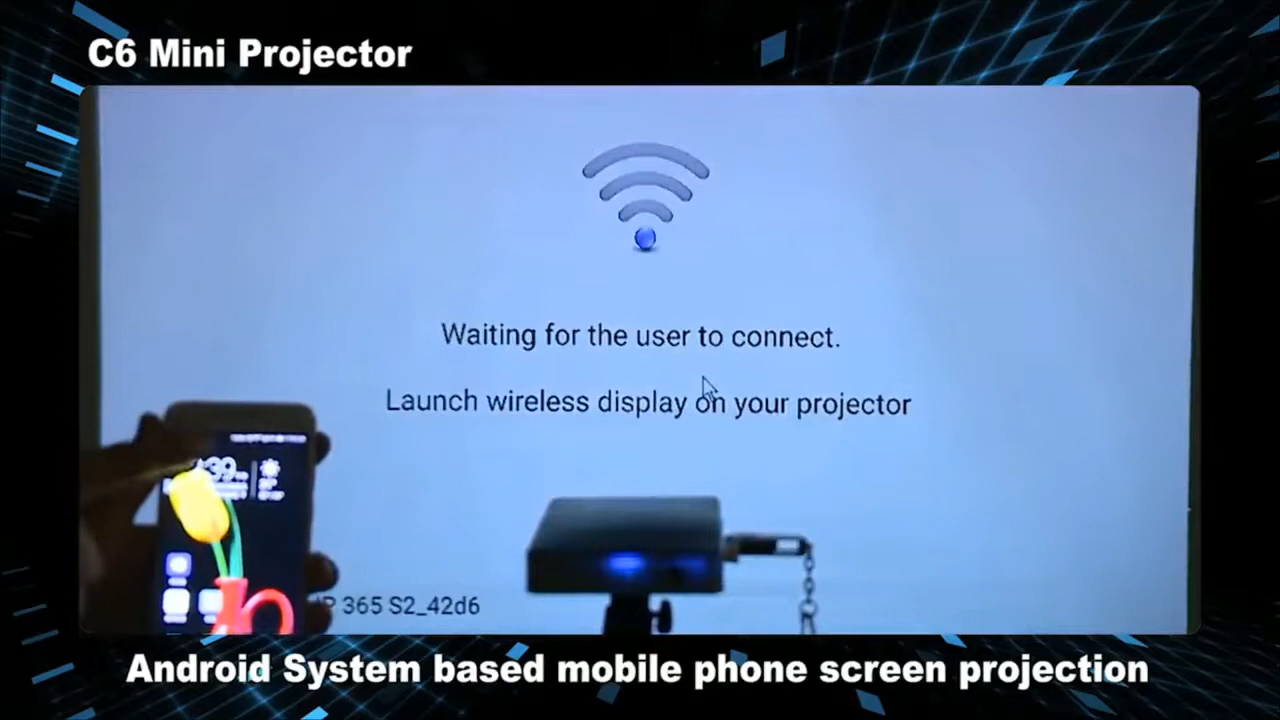 C6 Mini Projector
Waiting for the user to connect.
Launch wireless display on your projector
365 S2_42d6
Android System based mobile phone screen projection